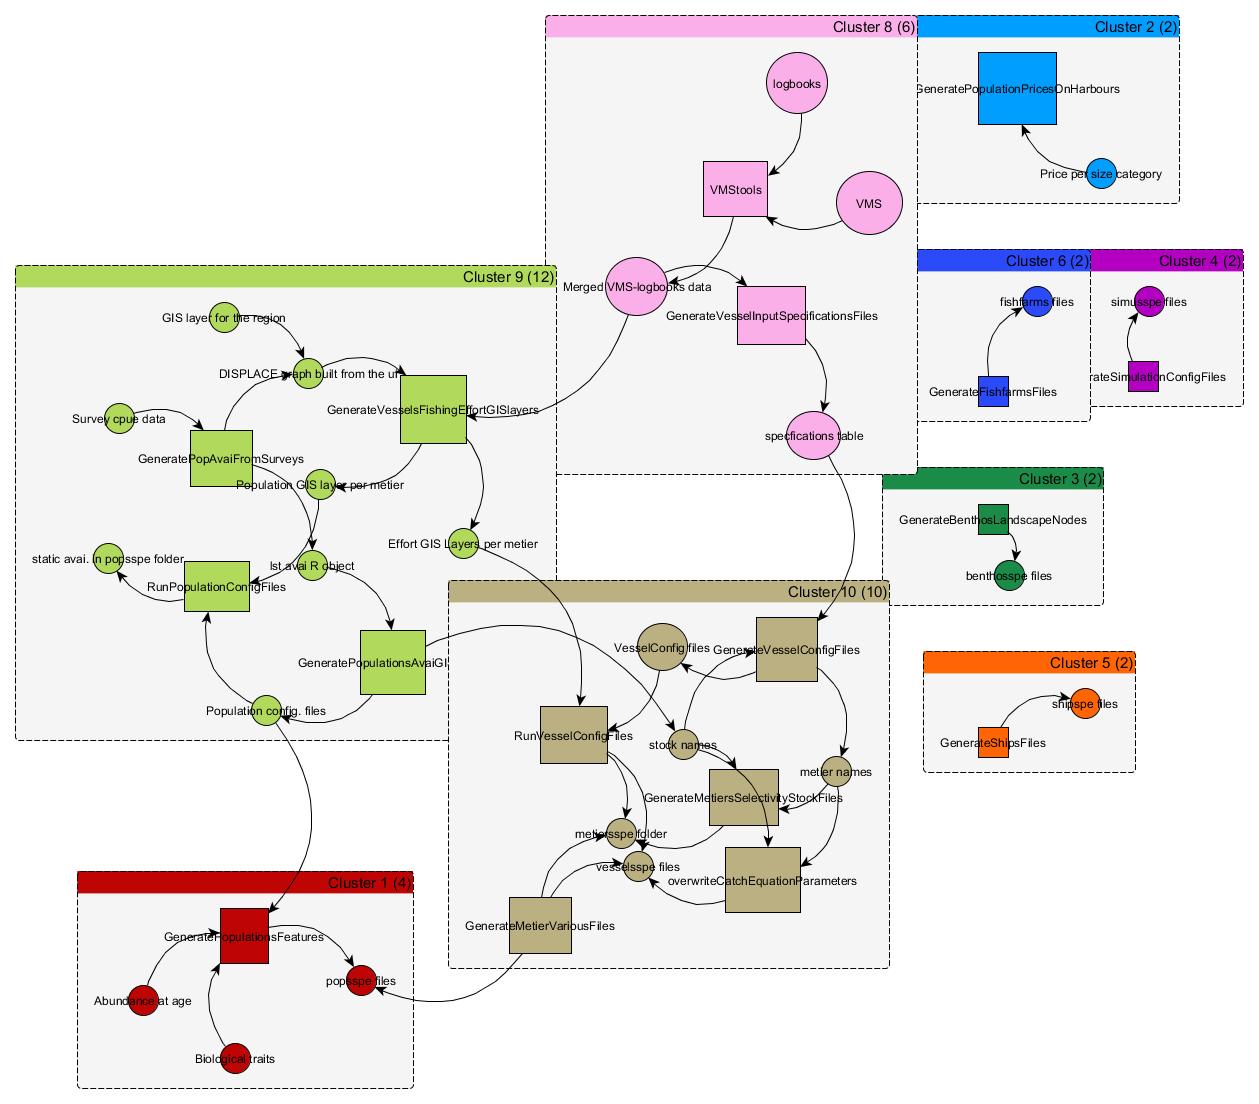 Cluster 8 (6)
Cluster 2 (2)
logbooks
GeneratePopulationPricesOnHarbours
Price per size category
VMStools
VMS
Merged VMS-logbooks data
GenerateVesselInputSpecificationsFiles
specfications table
Cluster 6 (2)
fishfarms files
GenerateFishfarmsFiles
Cluster 4 (2)
simusspe files
rateSimulationConfigFiles
Cluster 9 (12)
GIS layer for the region
DISPLACE graph built from the ui
GenerateVesselsFishingEffortGISlayers
Survey cpue data
GeneratePopAvaiFromSurveys
Population GIS layer per metier
Effort GIS Layers per metier
static avai. in popsspe folder
lst avai R object
RunPopulationConfigFiles
GeneratePopulationsAvaiGI
Population config. files
Cluster 3 (2)
GenerateBenthosLandscapeNodes
benthosspe files
Cluster 10 (10)
VesselConfig files
GenerateVesselConfigFiles
RunVesselConfigFiles
stock names
metier names
GenerateMetiersSelectivityStockFiles
metiersspe folder
vesselsspe files
overwriteCatchEquationParameters
GenerateMetierVariousFiles
Cluster 5 (2)
shipspe files
GenerateShipsFiles
Cluster 1 (4)
GeneratePopulationsFeatures
popsspe files
Abundance at age
Biological traits